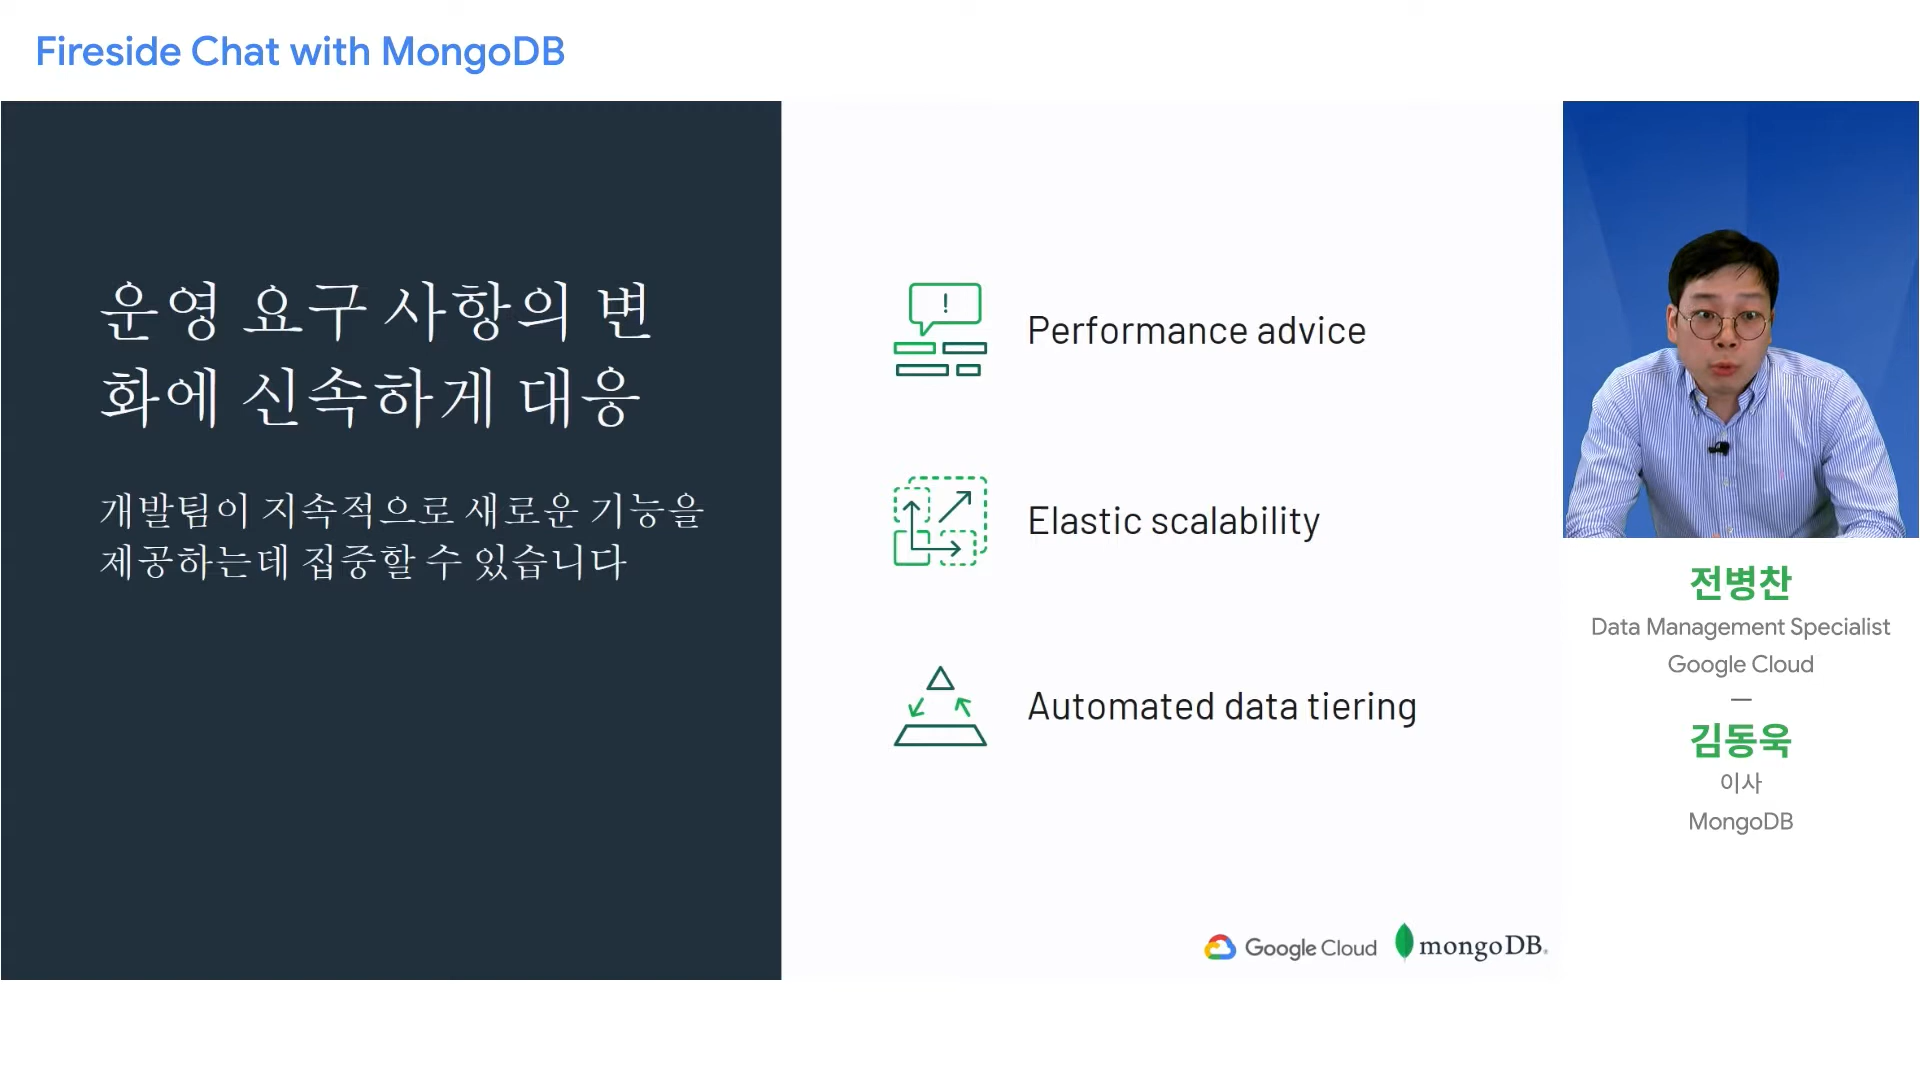 Fireside Chat with MongoDB
운영 요구 사항의 변
화에 신속하게 대응
개발팀이 지속적으로 새로운 기능을
제공하는데 집중할 수 있습니다
!
Performance advice
Elastic scalability
Automated data tiering
Google Cloud
mongoDB®
전병찬
Data Management Specialist
Google Cloud
—
김동욱
이사
MongoDB